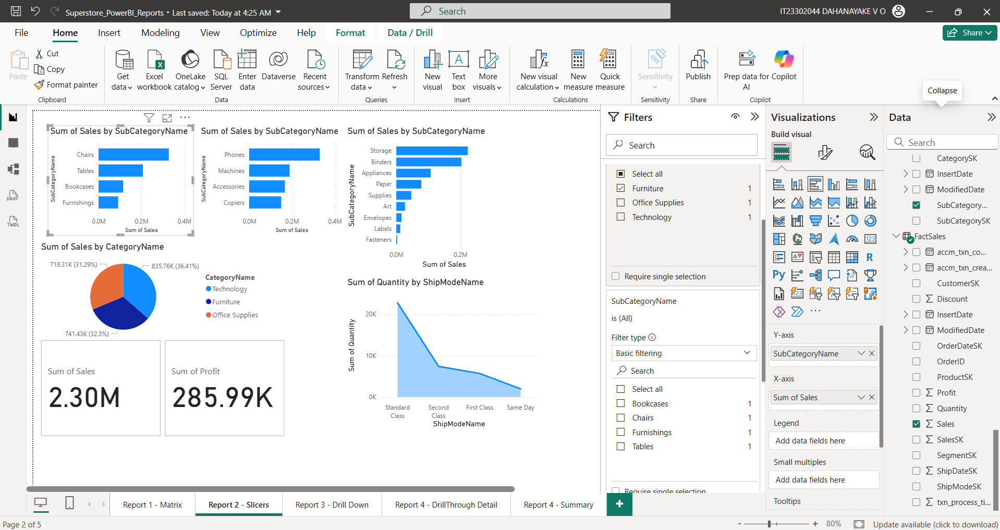 Superstore_PowerBI_Reports • Last saved: Today at 4:25 AM
Search
IT23302044 DAHANAYAKE V O
File Home Insert Modeling View Optimize Help Format Data / Drill
Share
Paste
Cut
Copy
Format painter
Clipboard
Get data
Excel workbook
OneLake catalog
SQL Server
Enter data
Dataverse
Recent sources
Data
Transform data
Refresh
Queries
New visual
Text box
More visuals
Insert
New visual calculation
New measure
Quick measure
Calculations
Sensitivity
Sensitivity
Publish
Share
Prep data for AI
Copilot
Copilot
Collapse
DAX
TMDL
Sum of Sales by SubCategoryName
SubCategoryName
Chairs
Tables
Bookcases
Furnishings
0.0M 0.2M 0.4M
Sum of Sales
Sum of Sales by SubCategoryName
SubCategoryName
Phones
Machines
Accessories
Copiers
0.0M 0.2M 0.4M
Sum of Sales
Sum of Sales by SubCategoryName
SubCategoryName
Storage
Binders
Appliances
Paper
Supplies
Art
Envelopes
Labels
Fasteners
0.0M 0.2M
Sum of Sales
Sum of Sales by CategoryName
718.31K (31.29%)
835.76K (36.41%)
741.43K (32.3%)
CategoryName
Technology
Furniture
Office Supplies
Sum of Sales
2.30M
Sum of Profit
285.99K
Sum of Quantity by ShipModeName
Sum of Quantity
20K
10K
0K
Standard Class
Second Class
First Class
Same Day
ShipModeName
Filters
Search
Select all
Furniture 1
Office Supplies 1
Technology 1
Require single selection
SubCategoryName
is (All)
Filter type
Basic filtering
Search
Select all
Bookcases 1
Chairs 1
Furnishings 1
Tables 1
Require single selection
Visualizations
Build visual
123
R
Py
123
Y-axis
SubCategoryName
X-axis
Sum of Sales
Legend
Add data fields here
Small multiples
Add data fields here
Tooltips
Data
Search
CategorySK
InsertDate
ModifiedDate
SubCategory...
SubCategorySK
FactSales
accm_txn_co...
accm_txn_crea...
CustomerSK
Discount
InsertDate
ModifiedDate
OrderDateSK
OrderID
ProductSK
Profit
Quantity
Sales
SalesSK
SegmentSK
ShipDateSK
ShipModeSK
txn_process_ti...
Report 1 - Matrix
Report 2 - Slicers
Report 3 - Drill Down
Report 4 - DrillThrough Detail
Report 4 - Summary
+
Page 2 of 5
- + 80%
Update available (click to download)